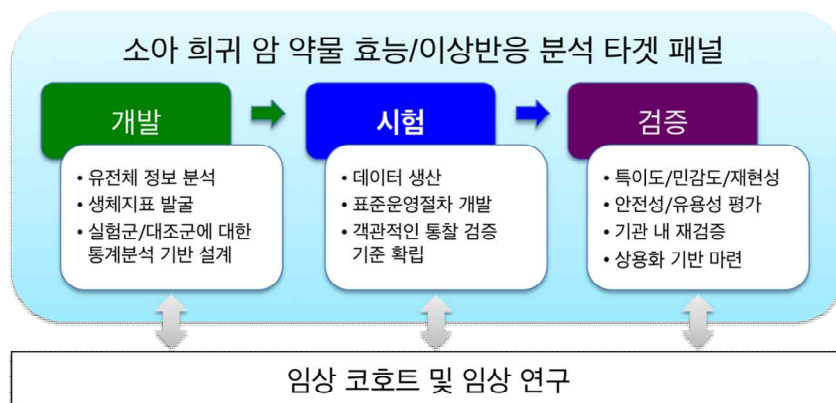 소아 희귀 암 약물 효능/이상반응 분석 타겟 패널
개발
• 유전체 정보 분석
• 생체지표 발굴
• 실험군/대조군에 대한
통계분석 기반 설계
시험
• 데이터 생산
• 표준운영절차 개발
• 객관적인 통찰 검증
기준 확립
검증
• 특이도/민감도/재현성
• 안전성/유용성 평가
• 기관 내 재검증
• 상용화 기반 마련
임상 코호트 및 임상 연구